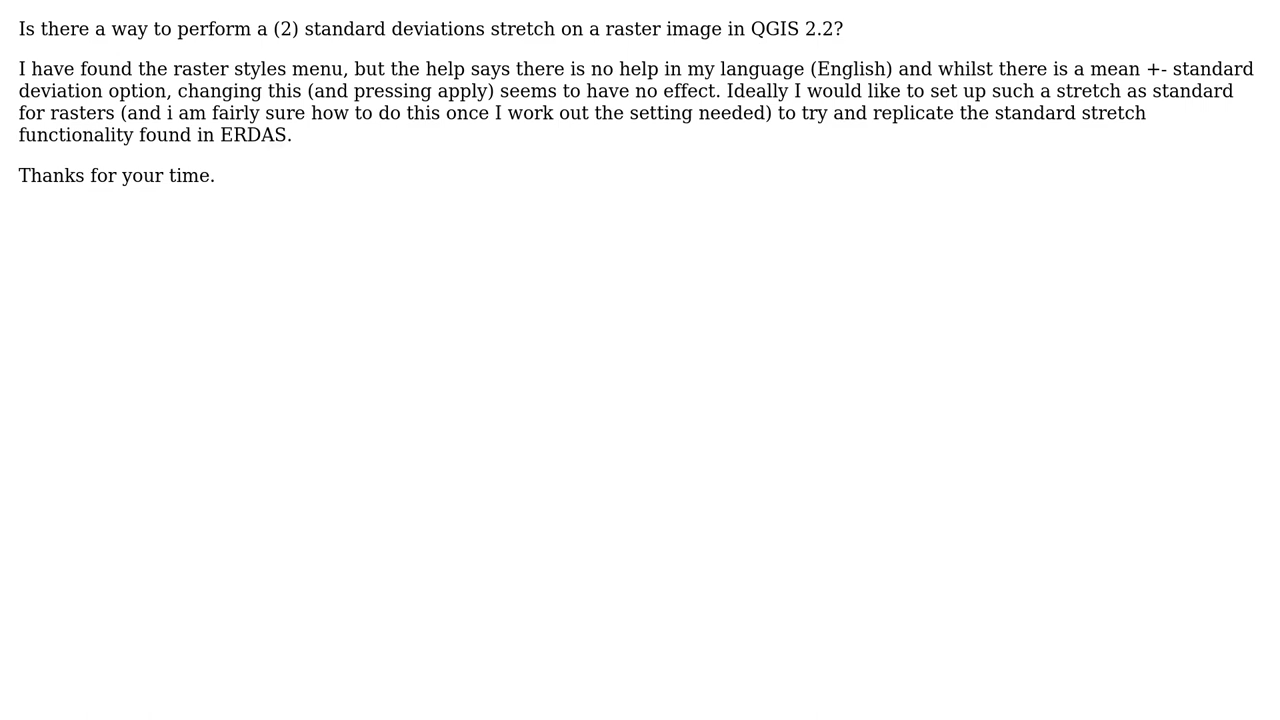 Is there a way to perform a (2) standard deviations stretch on a raster image in QGIS 2.2?
I have found the raster styles menu, but the help says there is no help in my language (English) and whilst there is a mean +- standard
deviation option, changing this (and pressing apply) seems to have no effect. Ideally I would like to set up such a stretch as standard
for rasters (and i am fairly sure how to do this once I work out the setting needed) to try and replicate the standard stretch
functionality found in ERDAS.
Thanks for your time.